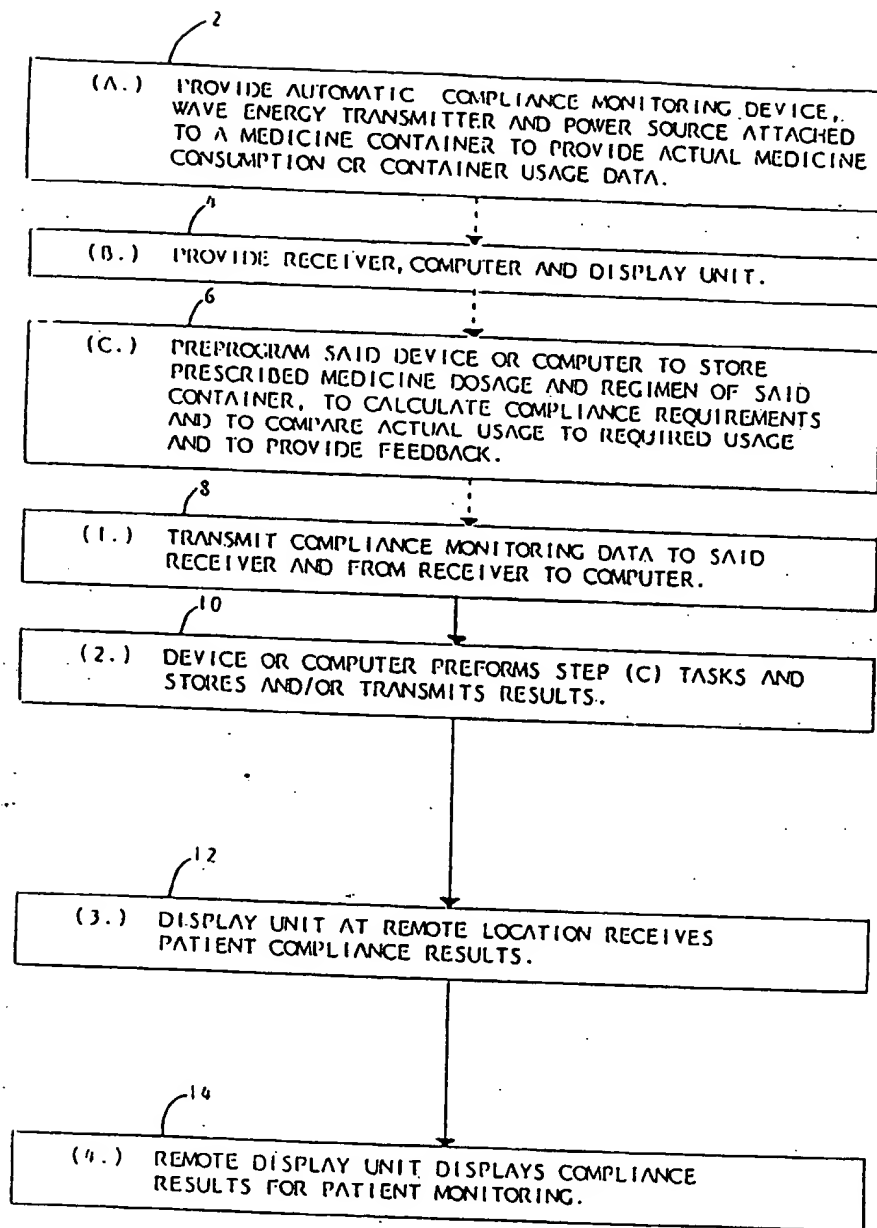 2
(A.) PROVIDE AUTOMATIC COMPLIANCE MONITORING DEVICE,
WAVE ENERGY TRANSMITTER AND POWER SOURCE ATTACHED
TO A MEDICINE CONTAINER TO PROVIDE ACTUAL MEDICINE
CONSUMPTION OR CONTAINER USAGE DATA.
4
(B.) PROVIDE RECEIVER, COMPUTER AND DISPLAY UNIT.
6
(C.) PREPROGRAM SAID DEVICE OR COMPUTER TO STORE
PRESCRIBED MEDICINE DOSAGE AND REGIMEN OF SAID
CONTAINER, TO CALCULATE COMPLIANCE REQUIREMENTS
AND TO COMPARE ACTUAL USAGE TO REQUIRED USAGE
AND TO PROVIDE FEEDBACK.
8
(1.) TRANSMIT COMPLIANCE MONITORING DATA TO SAID
RECEIVER AND FROM RECEIVER TO COMPUTER.
10
(2.) DEVICE OR COMPUTER PREFORMS STEP (C) TASKS AND
STORES AND/OR TRANSMITS RESULTS.
12
(3.) DISPLAY UNIT AT REMOTE LOCATION RECEIVES
PATIENT COMPLIANCE RESULTS.
14
(4.) REMOTE DISPLAY UNIT DISPLAYS COMPLIANCE
RESULTS FOR PATIENT MONITORING.